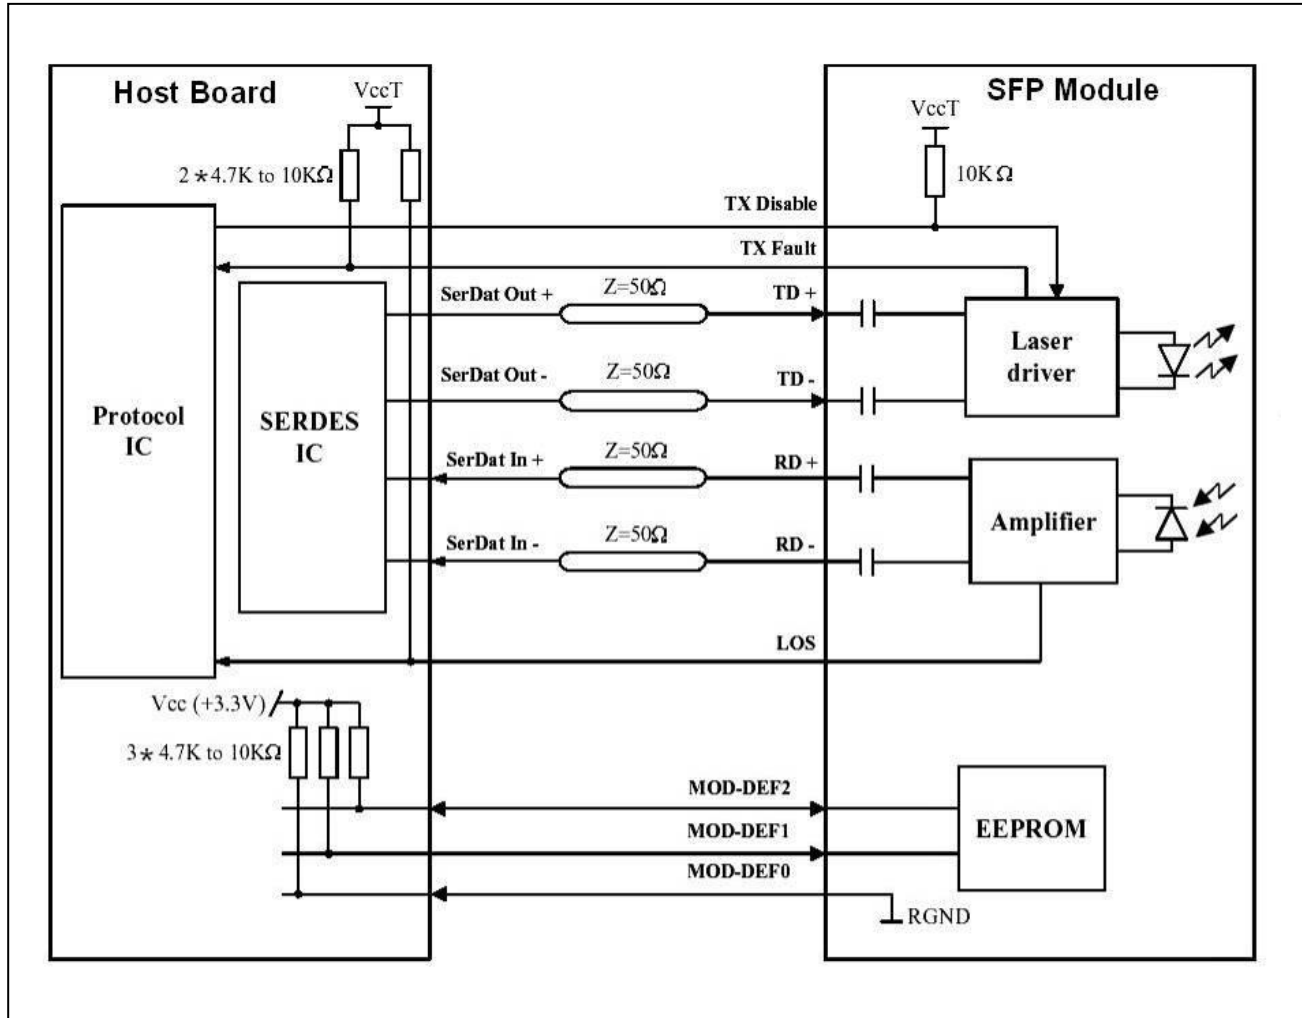 Host Board
SFP Module
VccT
VccT
2*4.7K to 10KΩ
10KΩ
TX Disable
TX Fault
SerDat Out +
Z=50Ω
TD +
Laser
driver
SerDat Out -
Z=50Ω
TD -
Protocol
IC
SERDES
IC
SerDat In +
Z=50Ω
RD +
Amplifier
SerDat In -
Z=50Ω
RD -
LOS
Vcc (+3.3V)
3*4.7K to 10KΩ
MOD-DEF2
MOD-DEF1
MOD-DEF0
EEPROM
RGND